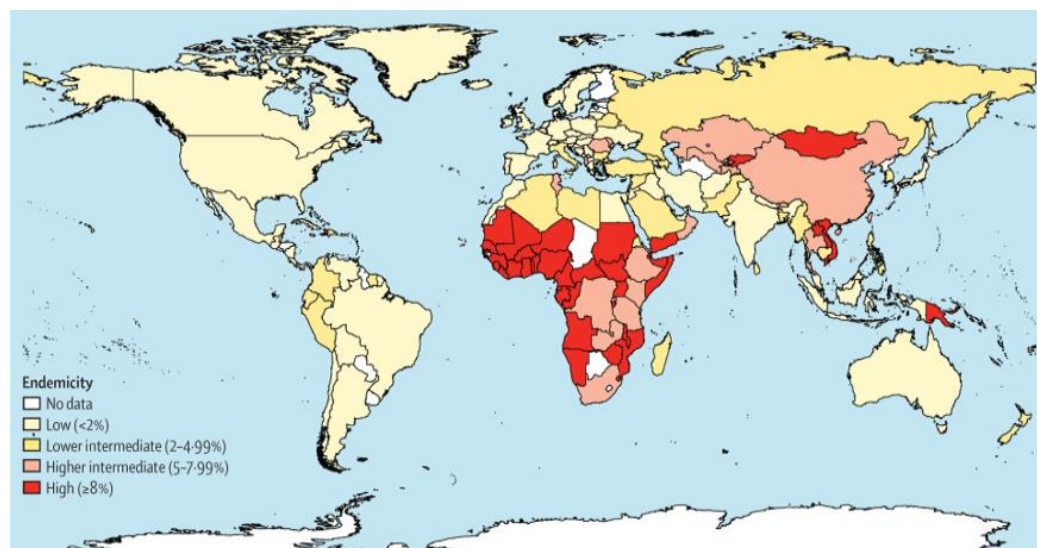 Endemicity
No data
Low (<2%)
Lower intermediate (2–4·99%)
Higher intermediate (5–7·99%)
High (≥8%)